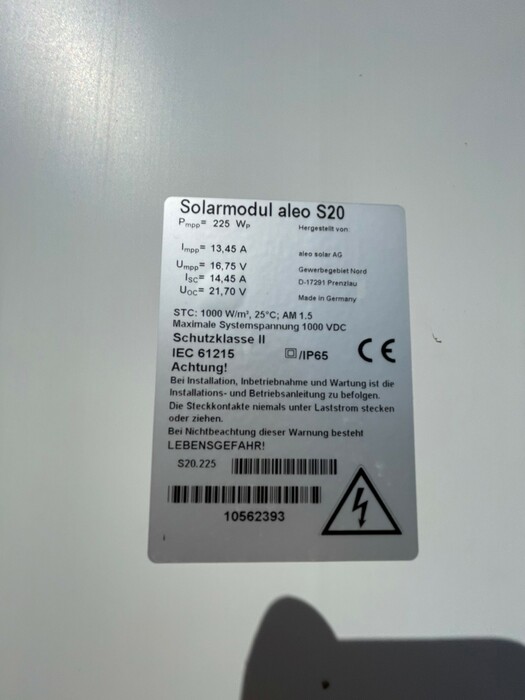 Solarmodul aleo S20
Pmpp= 225 Wp
Hergestellt von:
Impp= 13,45 A
aleo solar AG
Umpp= 16,75 V
Gewerbegebiet Nord
Isc= 14,45 A
D-17291 Prenzlau
Uoc= 21,70 V
Made in Germany
STC: 1000 W/m², 25°C; AM 1.5
Maximale Systemspannung 1000 VDC
Schutzklasse II
IEC 61215 /IP65 CE
Achtung!
Bei Installation, Inbetriebnahme und Wartung ist die
Installations- und Betriebsanleitung zu befolgen.
Die Steckkontakte niemals unter Laststrom stecken
oder ziehen.
Bei Nichtbeachtung dieser Warnung besteht
LEBENSGEFAHR!
S20.225
10562393